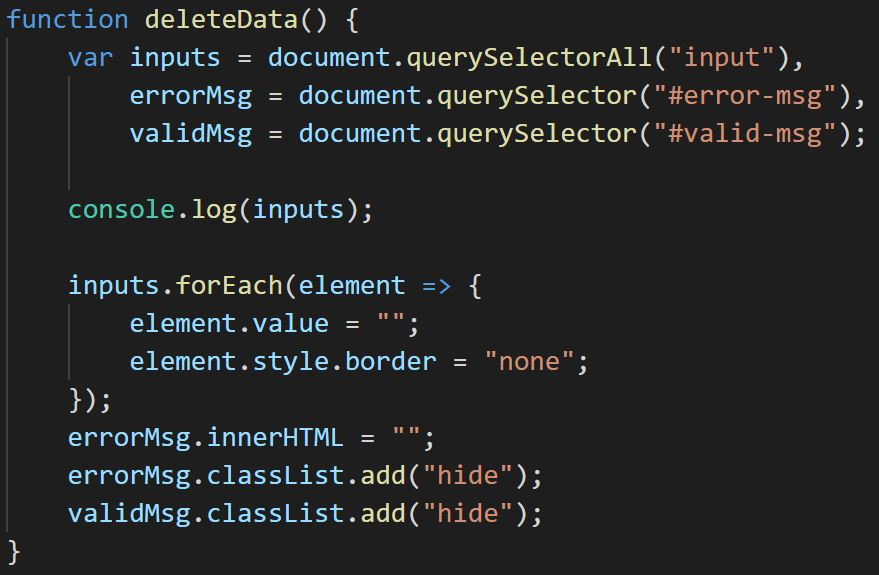 function deleteData() {
    var inputs = document.querySelectorAll("input"),
        errorMsg = document.querySelector("#error-msg"),
        validMsg = document.querySelector("#valid-msg");

    console.log(inputs);

    inputs.forEach(element => {
        element.value = "";
        element.style.border = "none";
    });
    errorMsg.innerHTML = "";
    errorMsg.classList.add("hide");
    validMsg.classList.add("hide");
}